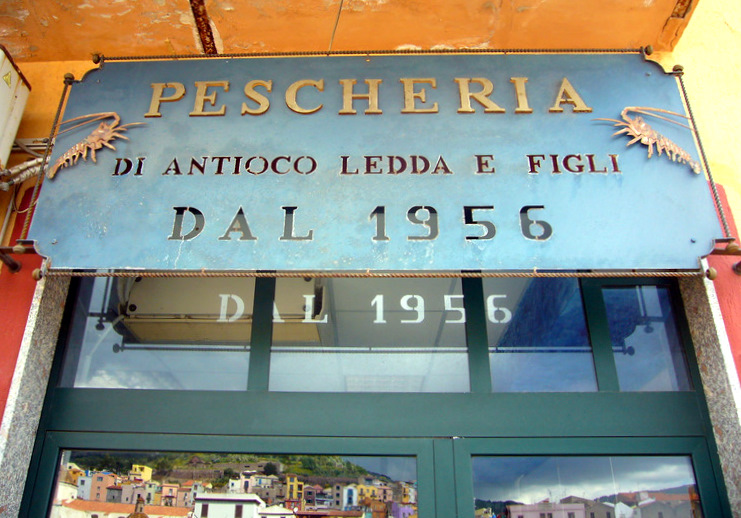 PESCHERIA
DI ANTIOCO LEDDA E FIGLI
DAL 1956
DAL 1956